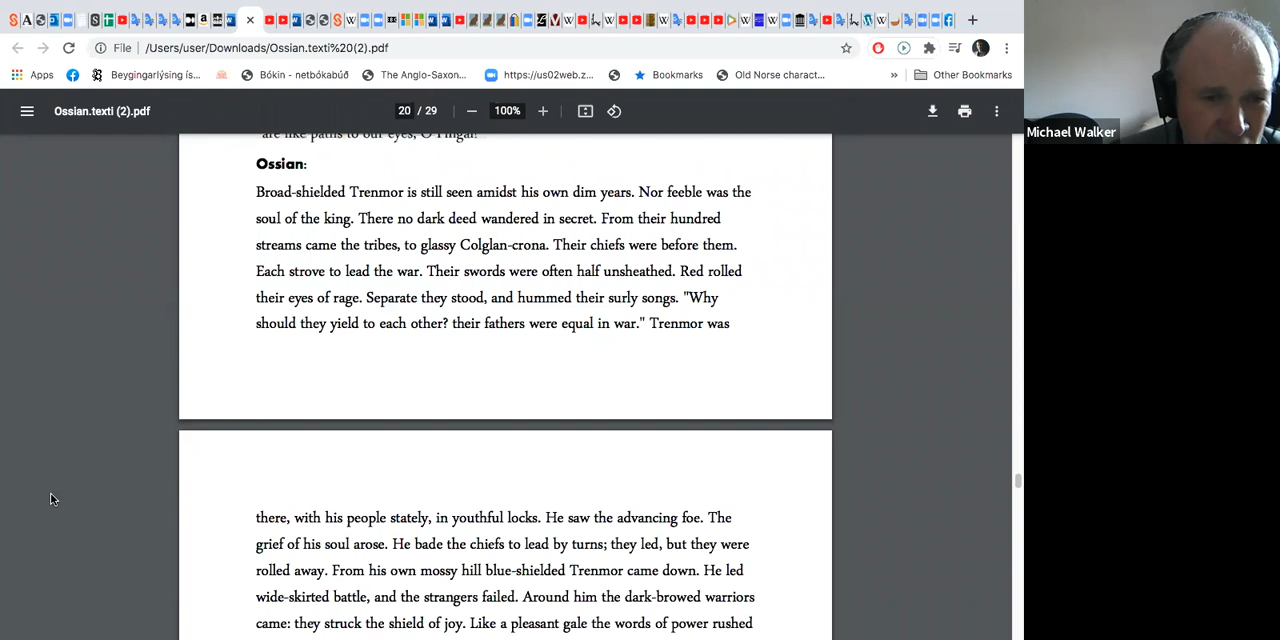 File /Users/user/Downloads/Ossian.texti%20(2).pdf
Apps Beygingarlýsing ís... Bókin - netbókabúð The Anglo-Saxon... https://us02web.z... Bookmarks Old Norse charact... » Other Bookmarks
Ossian.texti (2).pdf 20 / 29 — 100% +
Michael Walker
are like paths to our eyes, O Fingal!
Ossian:
Broad-shielded Trenmor is still seen amidst his own dim years. Nor feeble was the
soul of the king. There no dark deed wandered in secret. From their hundred
streams came the tribes, to glassy Colglan-crona. Their chiefs were before them.
Each strove to lead the war. Their swords were often half unsheathed. Red rolled
their eyes of rage. Separate they stood, and hummed their surly songs. "Why
should they yield to each other? their fathers were equal in war." Trenmor was
there, with his people stately, in youthful locks. He saw the advancing foe. The
grief of his soul arose. He bade the chiefs to lead by turns; they led, but they were
rolled away. From his own mossy hill blue-shielded Trenmor came down. He led
wide-skirted battle, and the strangers failed. Around him the dark-browed warriors
came: they struck the shield of joy. Like a pleasant gale the words of power rushed